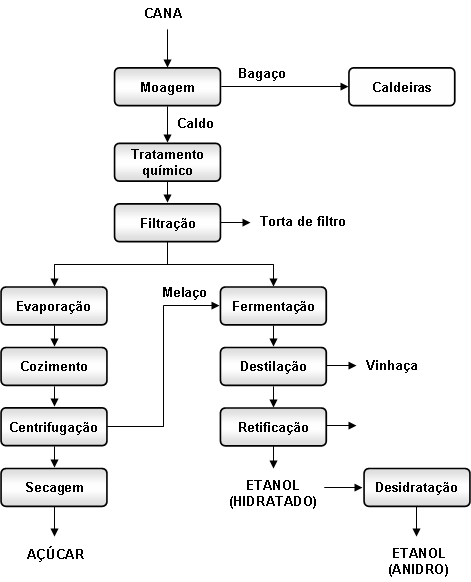 CANA
Moagem
Bagaço
Caldeiras
Caldo
Tratamento
químico
Filtração
Torta de filtro
Evaporação
Melaço
Fermentação
Cozimento
Destilação
Vinhaça
Centrifugação
Retificação
Secagem
ETANOL
(HIDRATADO)
Desidratação
AÇÚCAR
ETANOL
(ANIDRO)